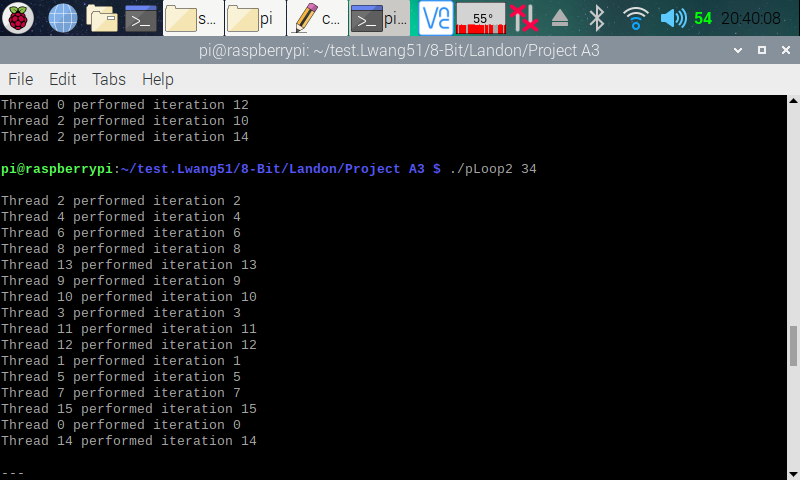 s...
pi
c...
pi...
55°
54
20:40:08
pi@raspberrypi: ~/test.Lwang51/8-Bit/Landon/Project A3
File Edit Tabs Help
Thread 0 performed iteration 12
Thread 2 performed iteration 10
Thread 2 performed iteration 14
pi@raspberrypi:~/test.Lwang51/8-Bit/Landon/Project A3 $ ./pLoop2 34
Thread 2 performed iteration 2
Thread 4 performed iteration 4
Thread 6 performed iteration 6
Thread 8 performed iteration 8
Thread 13 performed iteration 13
Thread 9 performed iteration 9
Thread 10 performed iteration 10
Thread 3 performed iteration 3
Thread 11 performed iteration 11
Thread 12 performed iteration 12
Thread 1 performed iteration 1
Thread 5 performed iteration 5
Thread 7 performed iteration 7
Thread 15 performed iteration 15
Thread 0 performed iteration 0
Thread 14 performed iteration 14
---